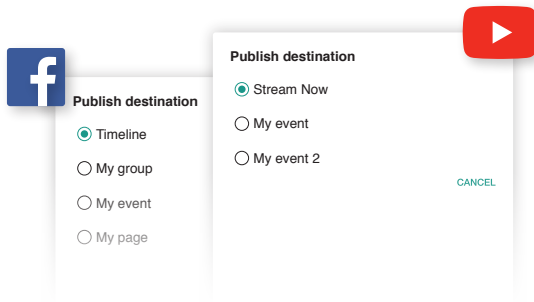 Publish destination
Timeline
My group
My event
My page
Publish destination
Stream Now
My event
My event 2
CANCEL